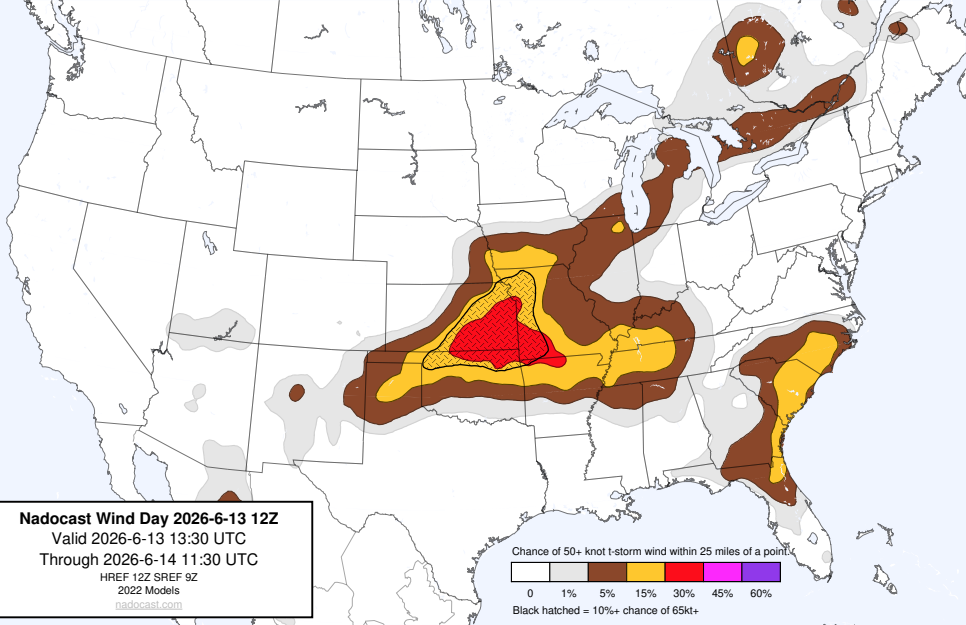 Nadocast Wind Day 2026-6-13 12Z
Valid 2026-6-13 13:30 UTC
Through 2026-6-14 11:30 UTC
HREF 12Z SREF 9Z
2022 Models
nadocast.com
Chance of 50+ knot t-storm wind within 25 miles of a point.
0 1% 5% 15% 30% 45% 60%
Black hatched = 10%+ chance of 65kt+